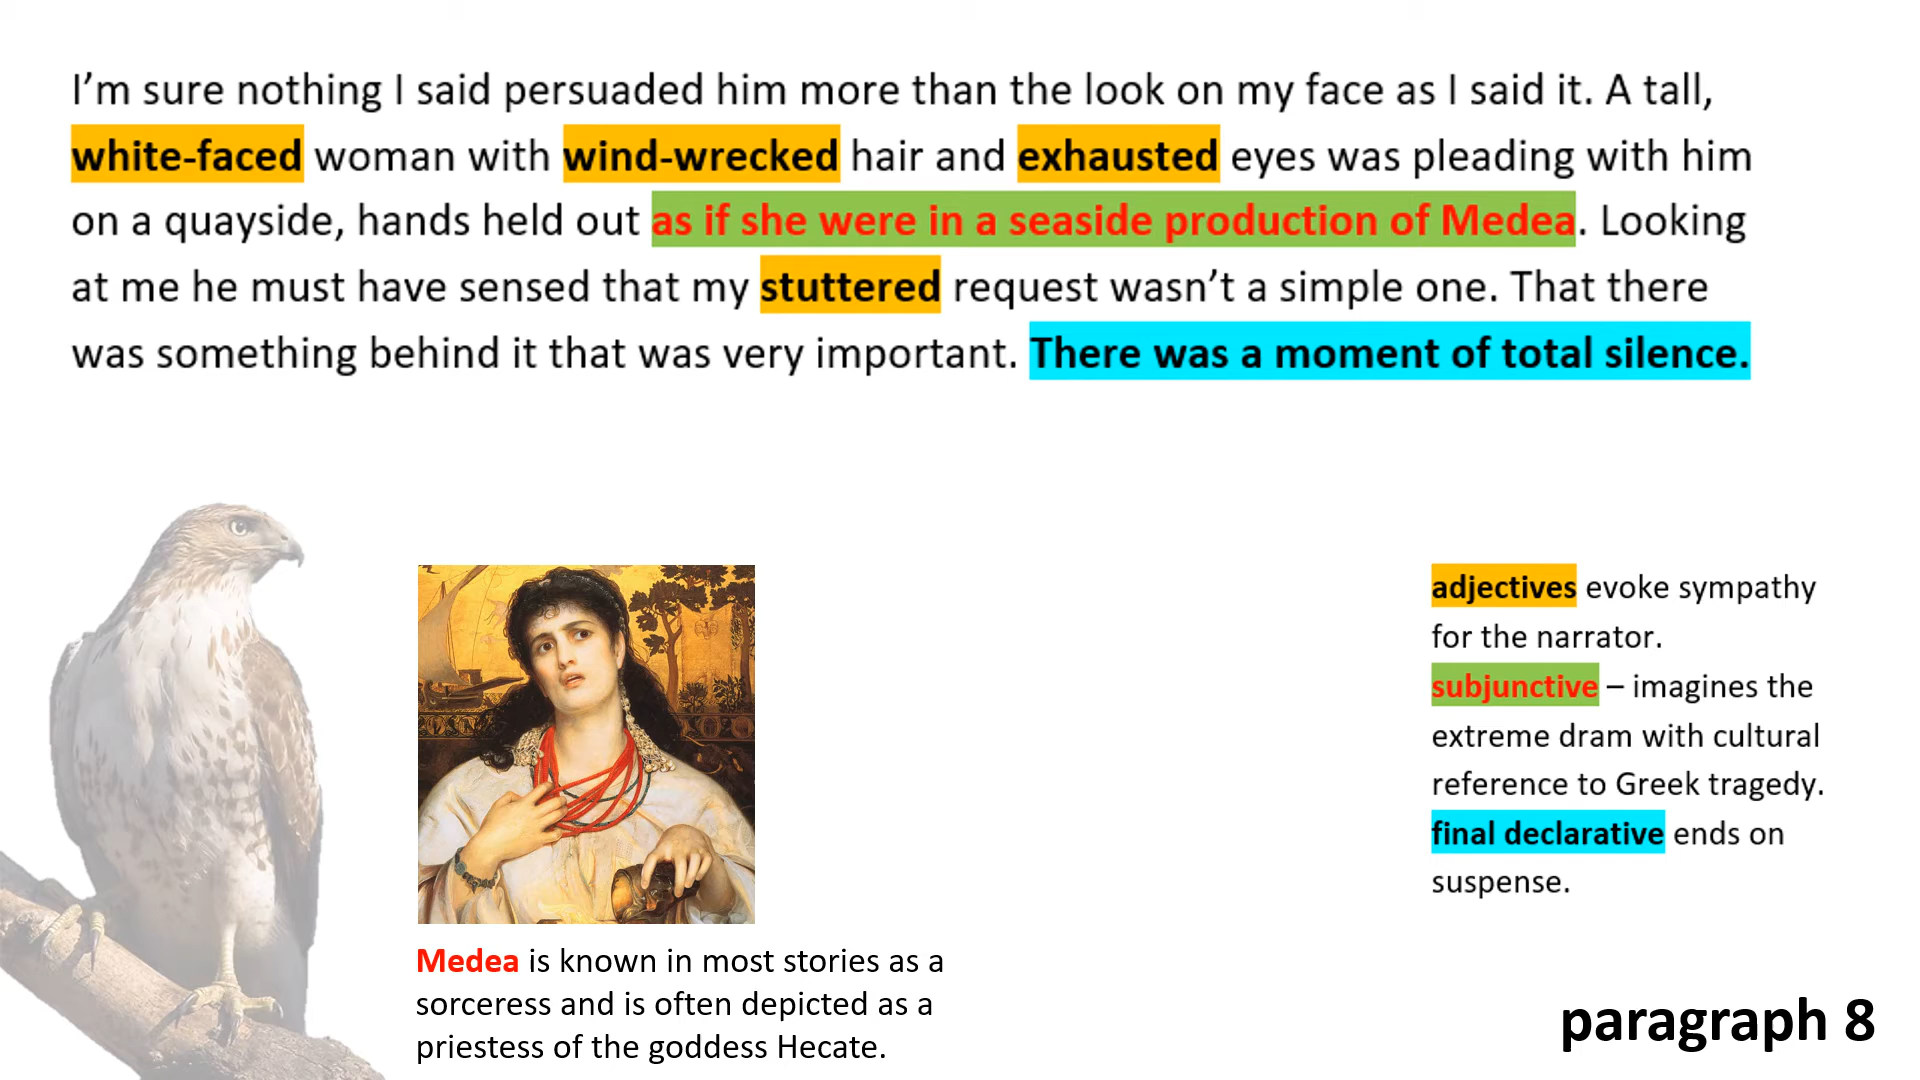 I’m sure nothing I said persuaded him more than the look on my face as I said it. A tall,
white-faced woman with wind-wrecked hair and exhausted eyes was pleading with him
on a quayside, hands held out as if she were in a seaside production of Medea. Looking
at me he must have sensed that my stuttered request wasn’t a simple one. That there
was something behind it that was very important. There was a moment of total silence.
adjectives evoke sympathy
for the narrator.
subjunctive – imagines the
extreme dram with cultural
reference to Greek tragedy.
final declarative ends on
suspense.
Medea is known in most stories as a
sorceress and is often depicted as a
priestess of the goddess Hecate.
paragraph 8